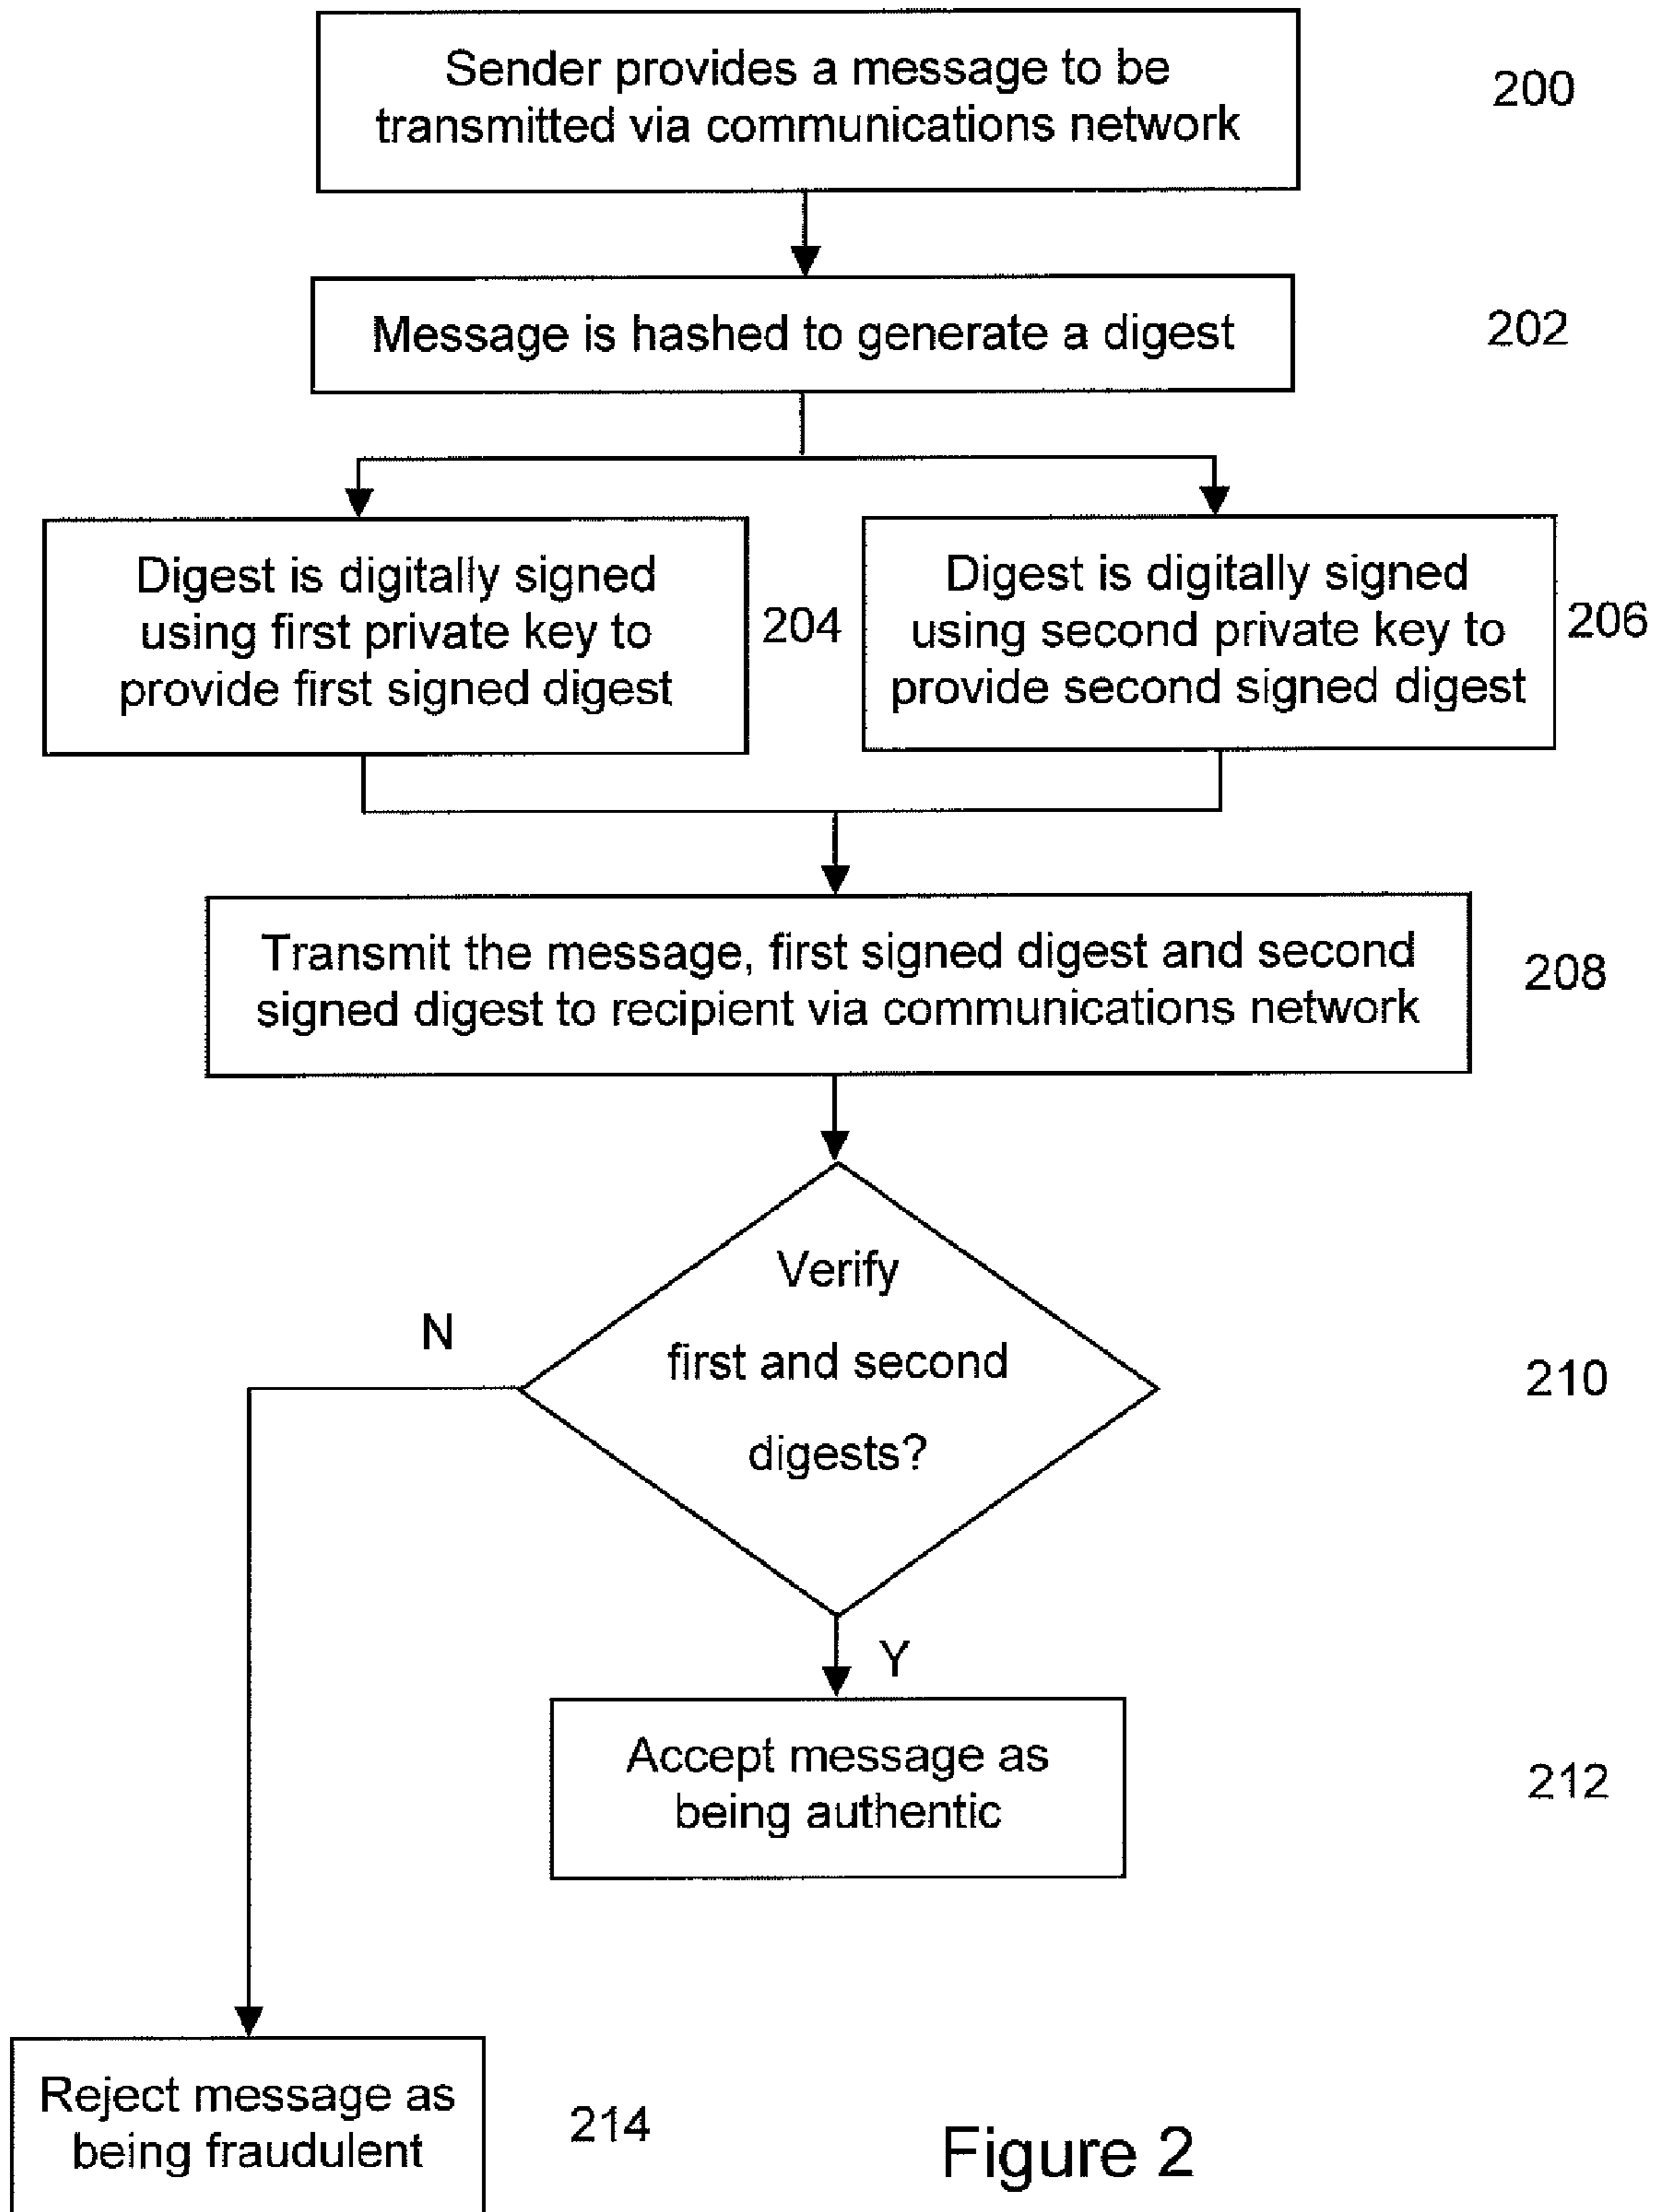 Sender provides a message to be
transmitted via communications network
200
Message is hashed to generate a digest
202
Digest is digitally signed
using first private key to
provide first signed digest
204
Digest is digitally signed
using second private key to
provide second signed digest
206
Transmit the message, first signed digest and second
signed digest to recipient via communications network
208
Verify
first and second
digests?
210
N
Y
Accept message as
being authentic
212
Reject message as
being fraudulent
214
Figure 2